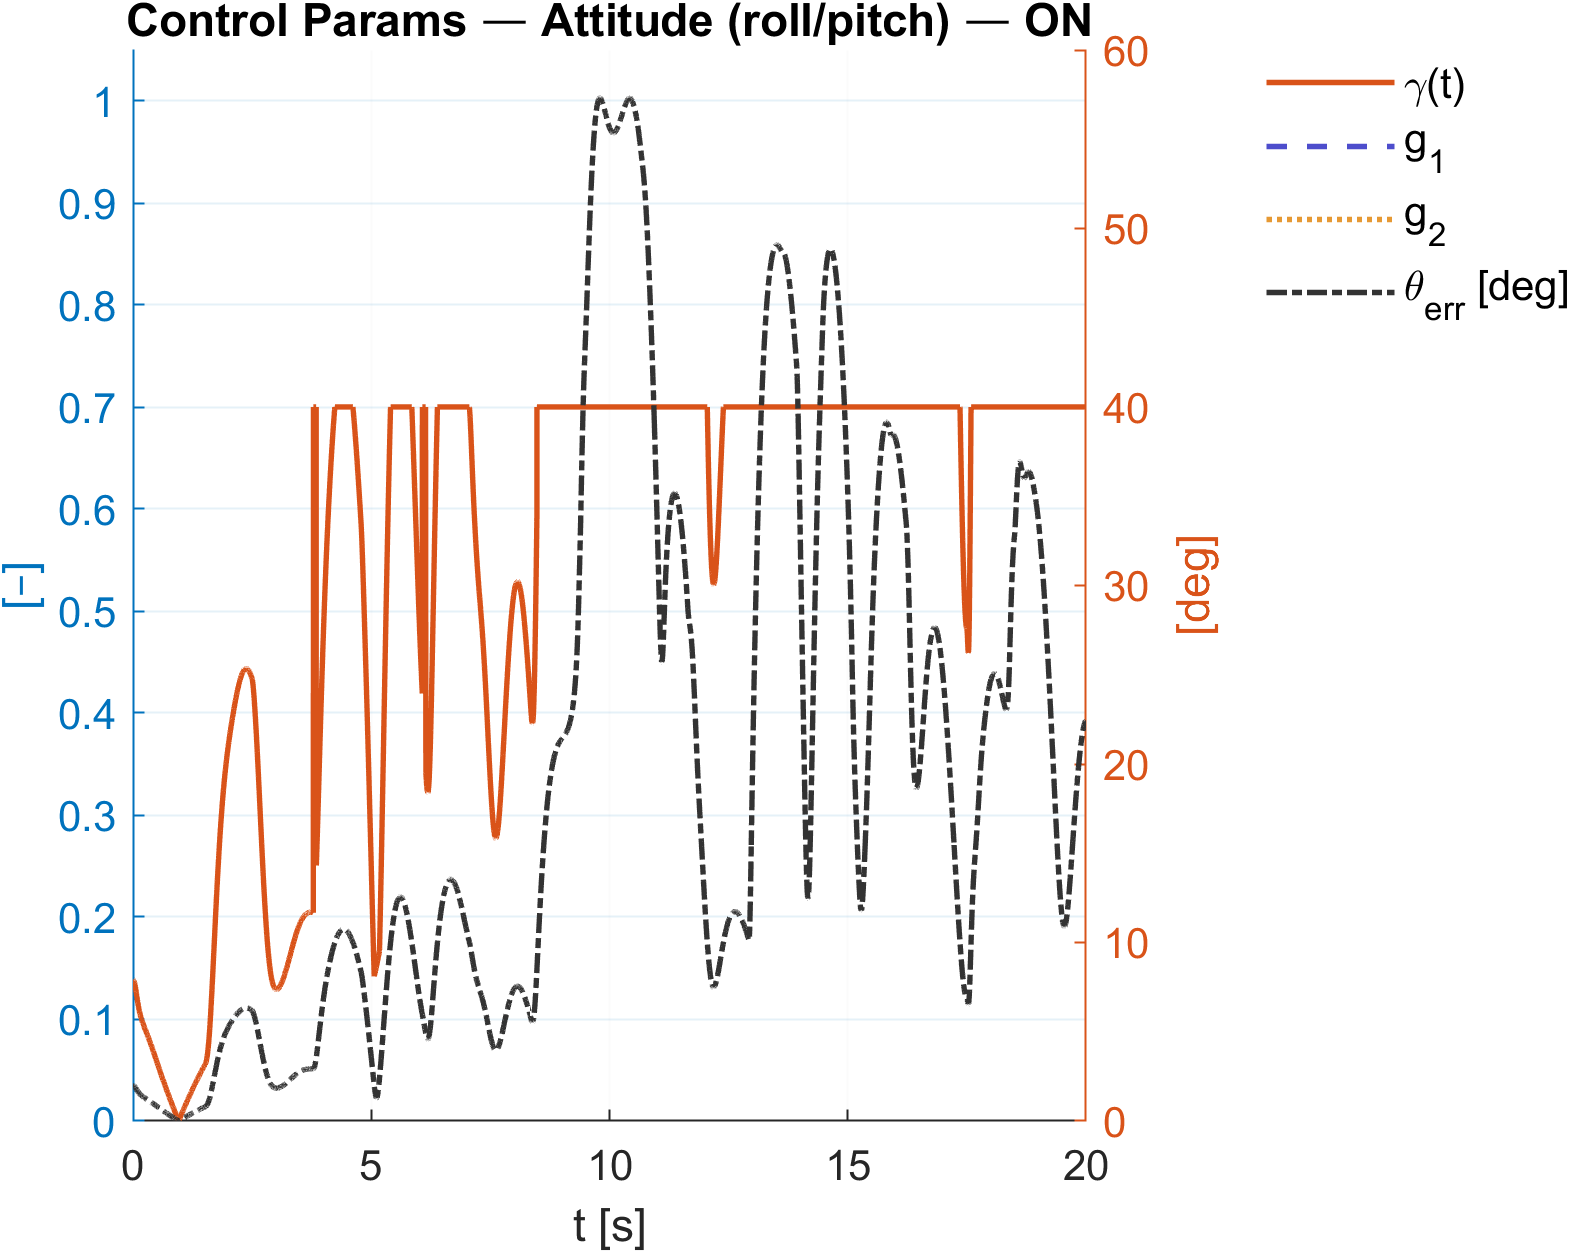 Control Params — Attitude (roll/pitch) — ON
1
0.9
0.8
0.7
0.6
0.5
0.4
0.3
0.2
0.1
0
[−]
60
50
40
30
20
10
0
[deg]
0 5 10 15 20
t [s]
γ(t)
g1
g2
θerr [deg]